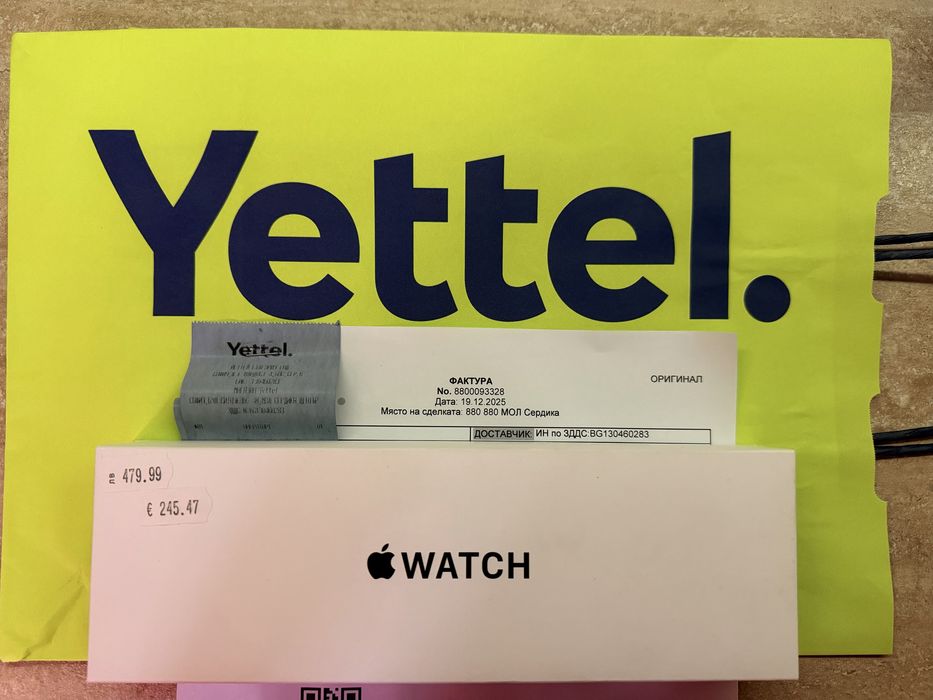 Yettel.
Yettel.
ФАКТУРА
No. 8800093328
Дата: 19.12.2025
Място на сделката: 880 880 МОЛ Сердика
ОРИГИНАЛ
ДОСТАВЧИК: ИН по ЗДДС:BG130460283
лв 479.99
€ 245.47
WATCH